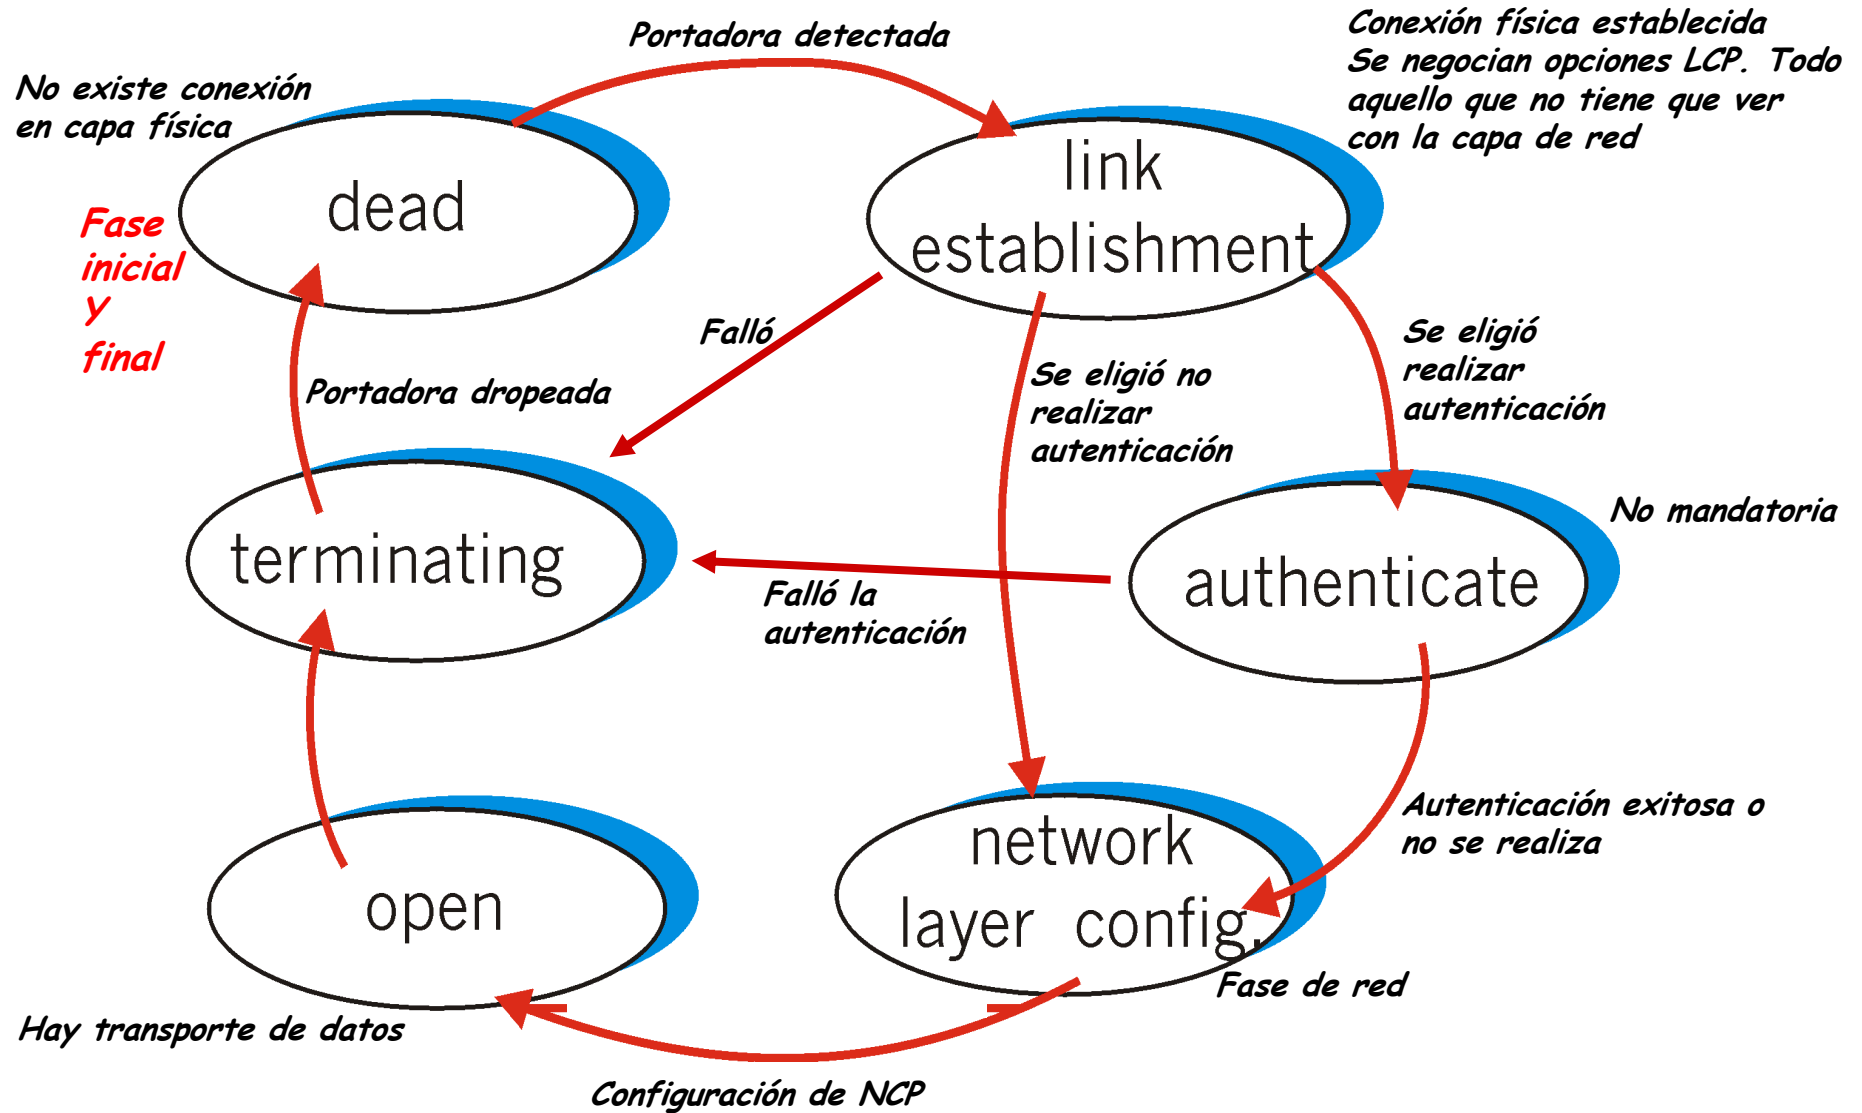 Portadora detectada
Conexión física establecida
Se negocian opciones LCP. Todo
aquello que no tiene que ver
con la capa de red
No existe conexión
en capa física
dead
link
establishment
Fase
inicial
y
final
Falló
Portadora dropeada
Se eligió no
realizar
autenticación
Se eligió
realizar
autenticación
terminating
No mandatoria
authenticate
Falló la
autenticación
Autenticación exitosa o
no se realiza
open
network
layer config.
Fase de red
Hay transporte de datos
Configuración de NCP